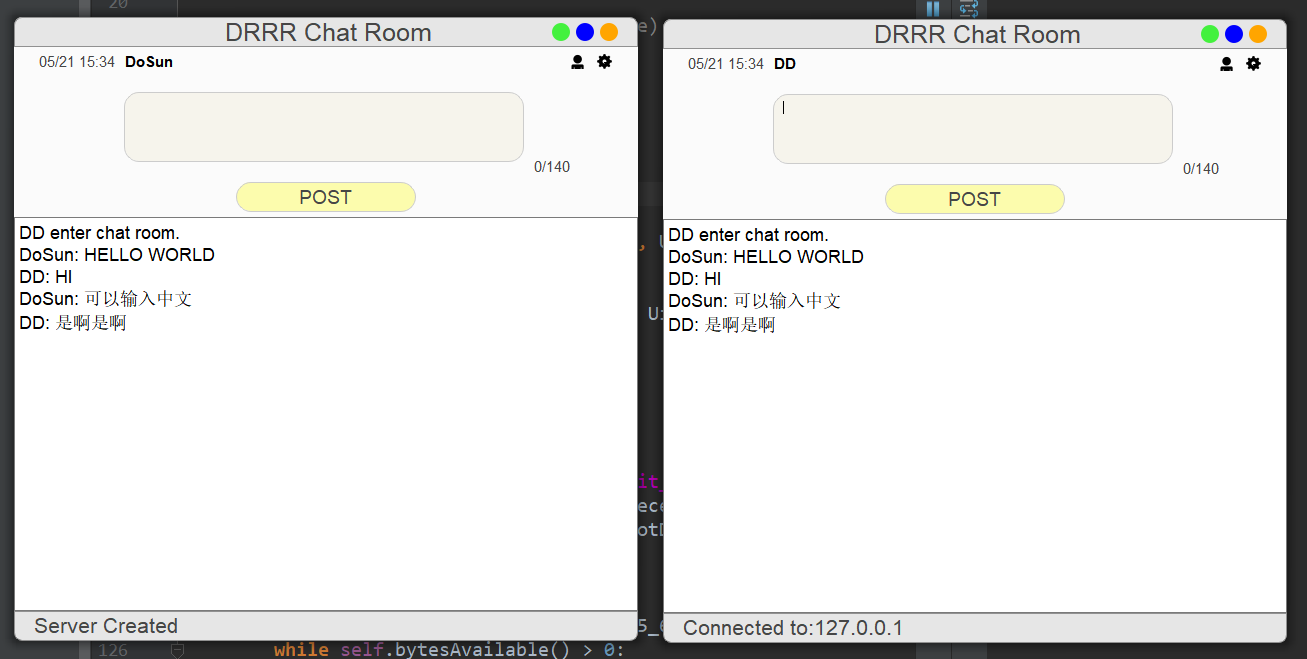 20
e)
DRRR Chat Room
05/21 15:34 DoSun
0/140
POST
DD enter chat room.
DoSun: HELLO WORLD
DD: HI
DoSun: 可以输入中文
DD: 是啊是啊
Server Created
DRRR Chat Room
05/21 15:34 DD
0/140
POST
DD enter chat room.
DoSun: HELLO WORLD
DD: HI
DoSun: 可以输入中文
DD: 是啊是啊
Connected to:127.0.0.1
126 while self.bytesAvailable() > 0: